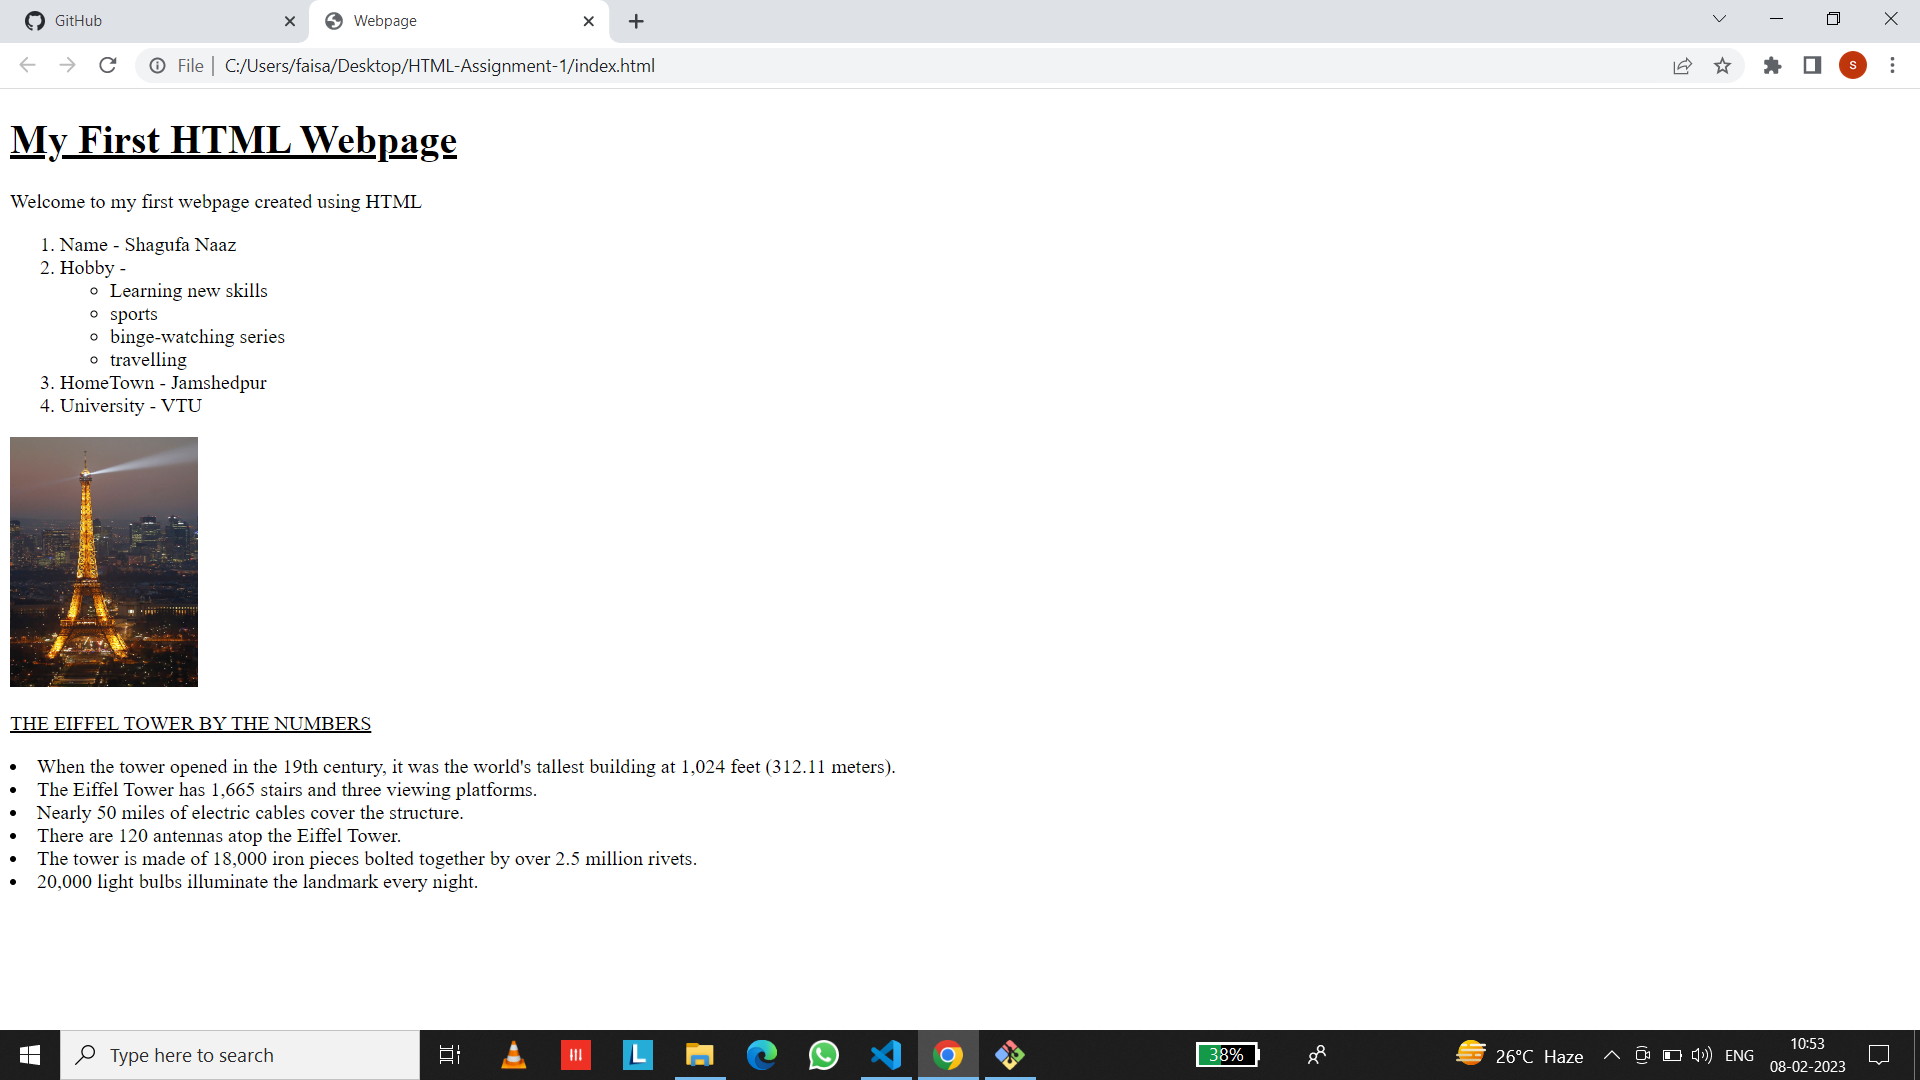 GitHub
Webpage
File | C:/Users/faisa/Desktop/HTML-Assignment-1/index.html
S
My First HTML Webpage
Welcome to my first webpage created using HTML
1. Name - Shagufa Naaz
2. Hobby -
Learning new skills
sports
binge-watching series
travelling
3. HomeTown - Jamshedpur
4. University - VTU
THE EIFFEL TOWER BY THE NUMBERS
When the tower opened in the 19th century, it was the world's tallest building at 1,024 feet (312.11 meters).
The Eiffel Tower has 1,665 stairs and three viewing platforms.
Nearly 50 miles of electric cables cover the structure.
There are 120 antennas atop the Eiffel Tower.
The tower is made of 18,000 iron pieces bolted together by over 2.5 million rivets.
20,000 light bulbs illuminate the landmark every night.
Type here to search
L
38%
26°C Haze
ENG
10:53
08-02-2023